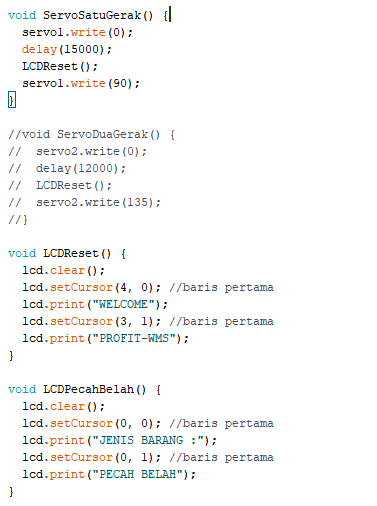 void ServoSatuGerak() {
  servo1.write(0);
  delay(15000);
  LCDReset();
  servo1.write(90);
}
//void ServoDuaGerak() {
//  servo2.write(0);
//  delay(12000);
//  LCDReset();
//  servo2.write(135);
//}
void LCDReset() {
  lcd.clear();
  lcd.setCursor(4, 0); //baris pertama
  lcd.print("WELCOME");
  lcd.setCursor(3, 1); //baris pertama
  lcd.print("PROFIT-WMS");
}
void LCDPecahBelah() {
  lcd.clear();
  lcd.setCursor(0, 0); //baris pertama
  lcd.print("JENIS BARANG :");
  lcd.setCursor(0, 1); //baris pertama
  lcd.print("PECAH BELAH");
}